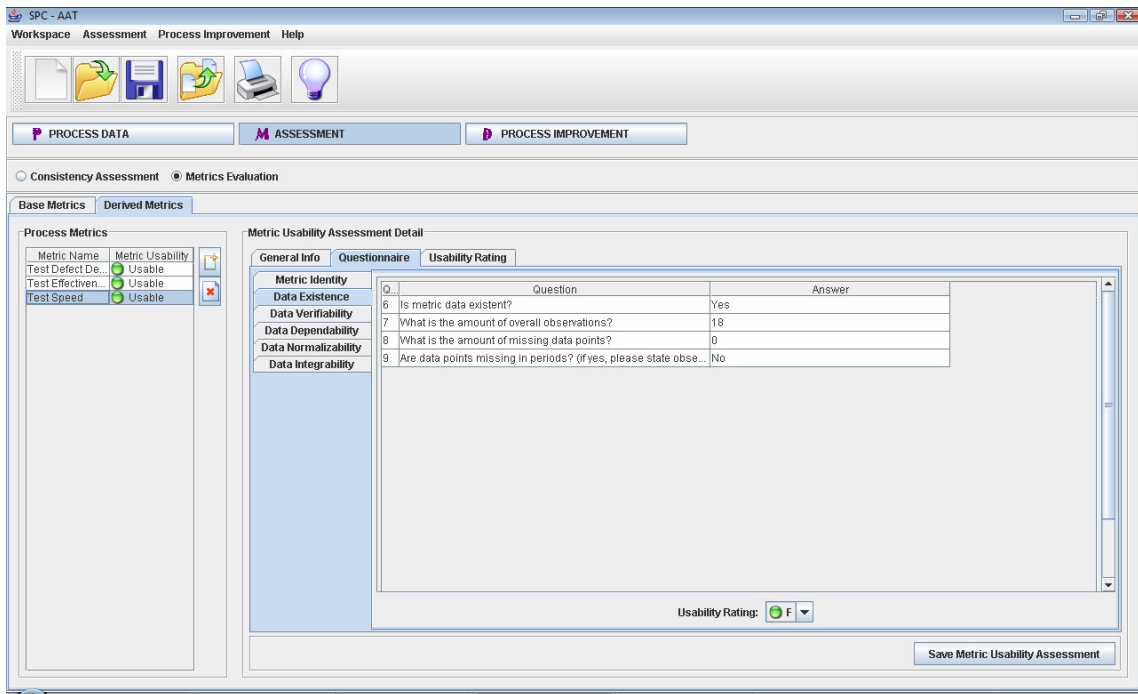 SPC - AAT
Workspace Assessment Process Improvement Help
PROCESS DATA
ASSESSMENT
PROCESS IMPROVEMENT
Consistency Assessment Metrics Evaluation
Base Metrics Derived Metrics
Process Metrics
Metric Name Metric Usability
Test Defect De... Usable
Test Effectiven... Usable
Test Speed Usable
Metric Usability Assessment Detail
General Info Questionnaire Usability Rating
Metric Identity
Data Existence
Data Verifiability
Data Dependability
Data Normalizability
Data Integrability
Q... Question Answer
6 Is metric data existent? Yes
7 What is the amount of overall observations? 18
8 What is the amount of missing data points? 0
9 Are data points missing in periods? (if yes, please state obse... No
Usability Rating: F
Save Metric Usability Assessment